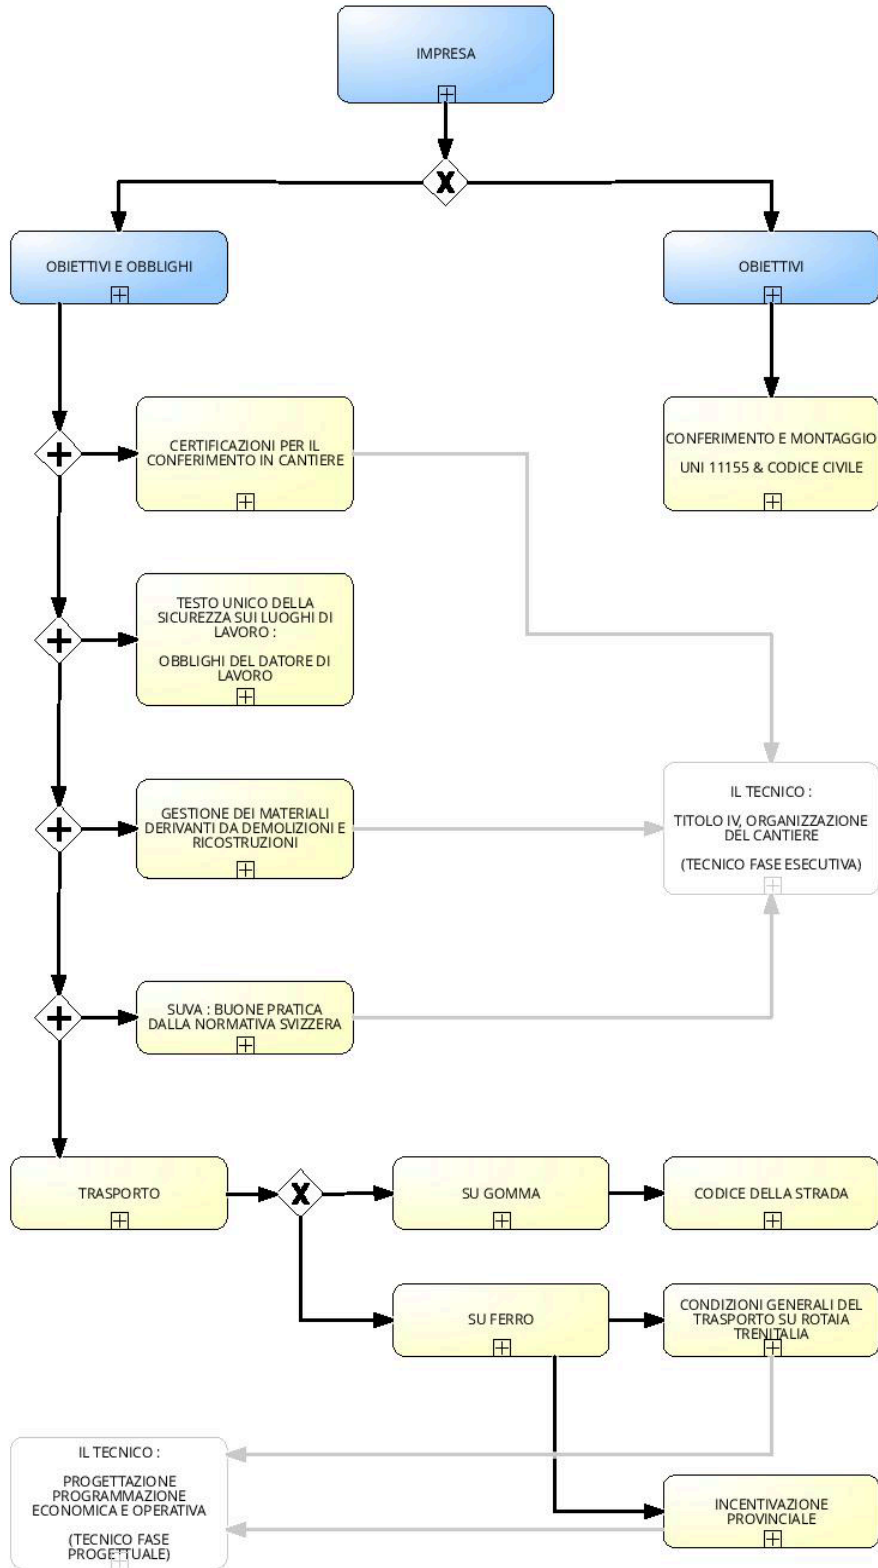 IMPRESA
OBIETTIVI E OBBLIGHI
OBIETTIVI
CERTIFICAZIONI PER IL
CONFERIMENTO IN CANTIERE
CONFERIMENTO E MONTAGGIO
UNI 11155 & CODICE CIVILE
TESTO UNICO DELLA
SICUREZZA SUI LUOGHI DI
LAVORO :
OBBLIGHI DEL DATORE DI
LAVORO
GESTIONE DEI MATERIALI
DERIVANTI DA DEMOLIZIONI E
RICOSTRUZIONI
IL TECNICO :
TITOLO IV, ORGANIZZAZIONE
DEL CANTIERE
(TECNICO FASE ESECUTIVA)
SUVA : BUONE PRATICA
DALLA NORMATIVA SVIZZERA
TRASPORTO
SU GOMMA
CODICE DELLA STRADA
SU FERRO
CONDIZIONI GENERALI DEL
TRASPORTO SU ROTAIA
TRENITALIA
IL TECNICO :
PROGETTAZIONE
PROGRAMMAZIONE
ECONOMICA E OPERATIVA
(TECNICO FASE
PROGETTUALE)
INCENTIVAZIONE
PROVINCIALE